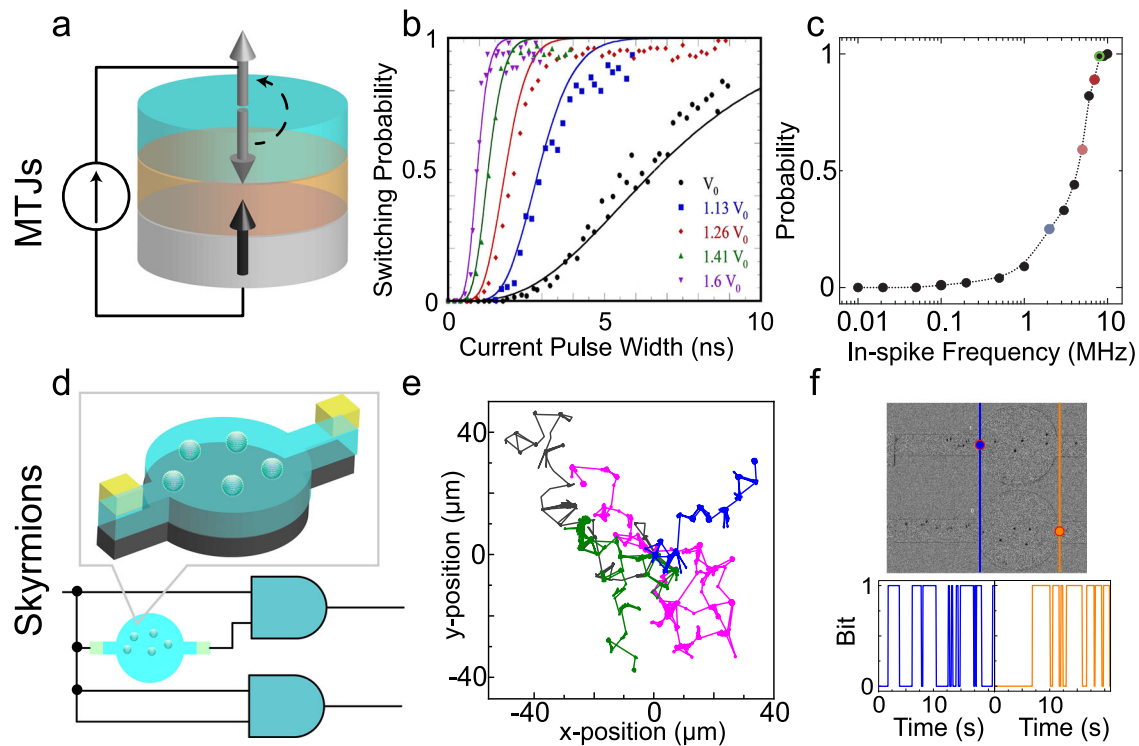 a
MTJs
b
Switching Probability
1
0.5
0
0
5
10
Current Pulse Width (ns)
V0
1.13 V0
1.26 V0
1.41 V0
1.6 V0
c
Probability
1
0.5
0
0.01
0.1
1
10
In-spike Frequency (MHz)
d
Skyrmions
e
y-position (μm)
40
0
-40
-40
0
40
x-position (μm)
f
Bit
1
0
0
10
0
10
Time (s)
Time (s)